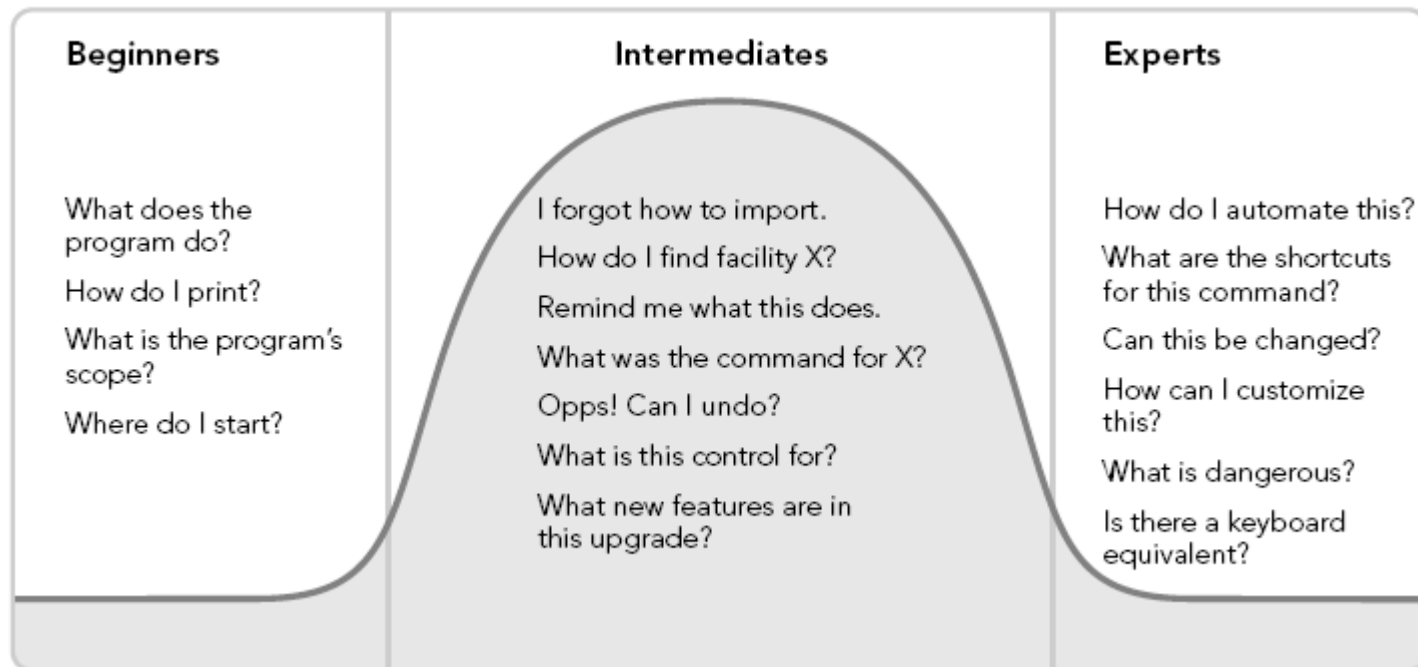 Beginners
What does the
program do?
How do I print?
What is the program's
scope?
Where do I start?
Intermediates
I forgot how to import.
How do I find facility X?
Remind me what this does.
What was the command for X?
Opps! Can I undo?
What is this control for?
What new features are in
this upgrade?
Experts
How do I automate this?
What are the shortcuts
for this command?
Can this be changed?
How can I customize
this?
What is dangerous?
Is there a keyboard
equivalent?